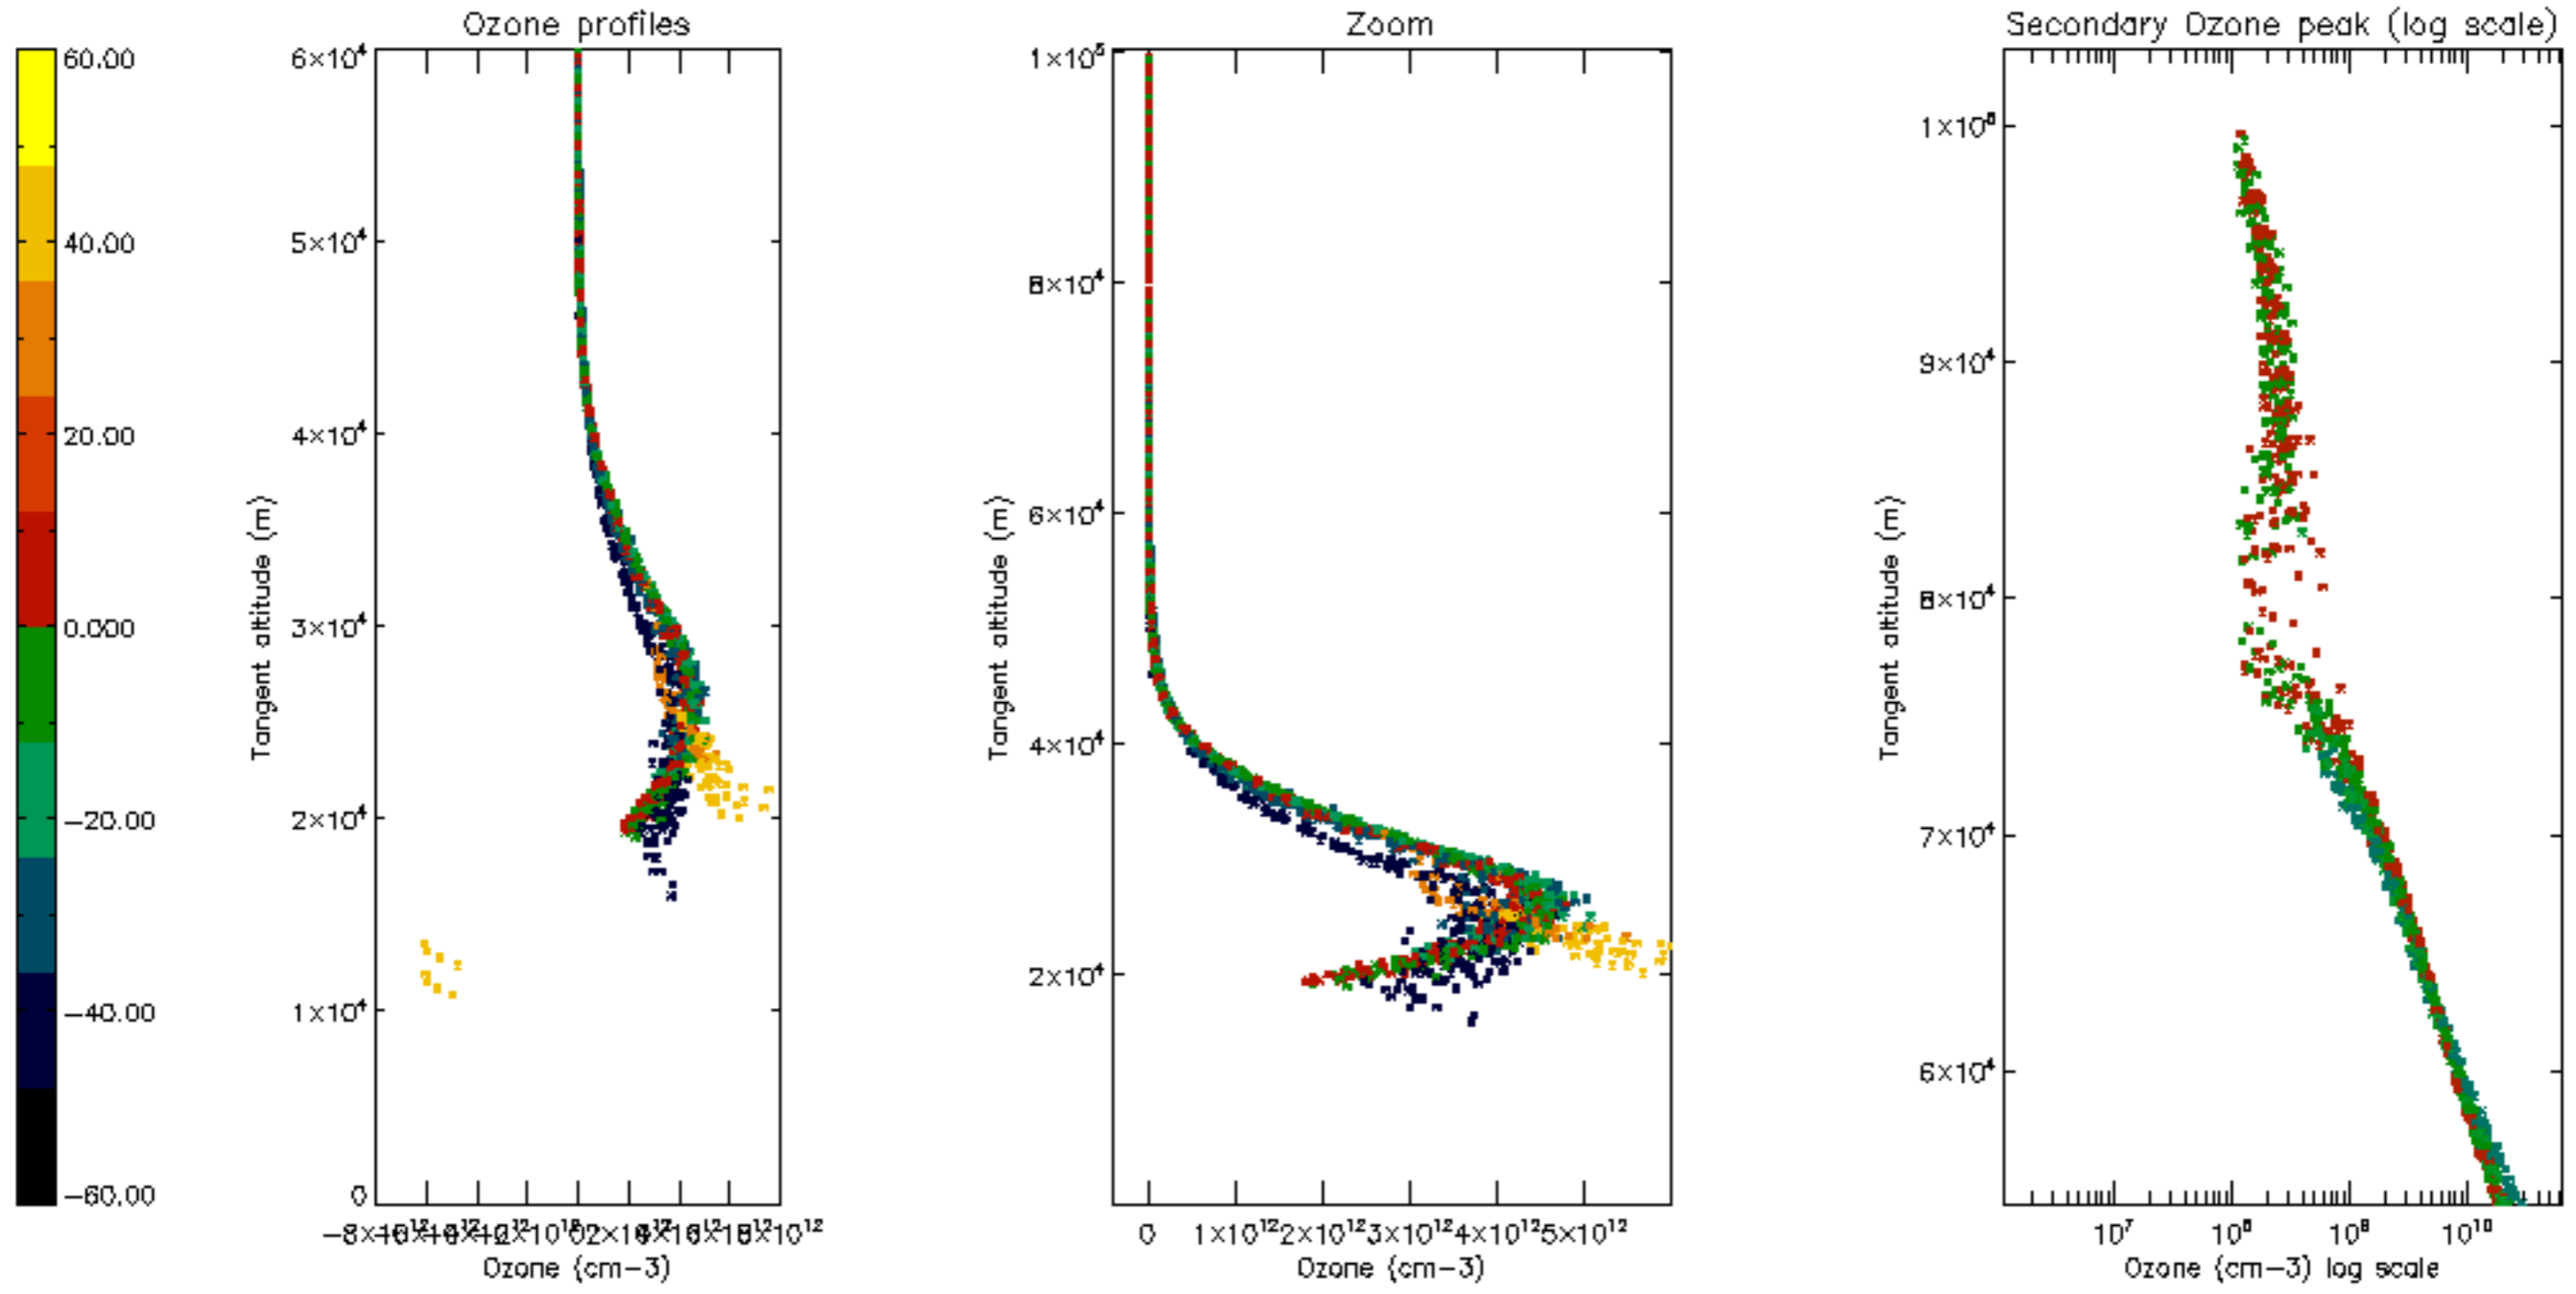 Ozone profiles
Zoom
Secondary Ozone peak (log scale)
60.00
40.00
20.00
0.000
−20.00
−40.00
−60.00
Tangent altitude (m)
6×10⁴
5×10⁴
4×10⁴
3×10⁴
2×10⁴
1×10⁴
0
Ozone (cm−3)
Tangent altitude (m)
1×10⁵
8×10⁴
6×10⁴
4×10⁴
2×10⁴
0 1×10¹² 2×10¹² 3×10¹² 4×10¹² 5×10¹²
Ozone (cm−3)
Tangent altitude (m)
1×10⁵
9×10⁴
8×10⁴
7×10⁴
6×10⁴
10⁷ 10⁸ 10⁹ 10¹⁰
Ozone (cm−3) log scale